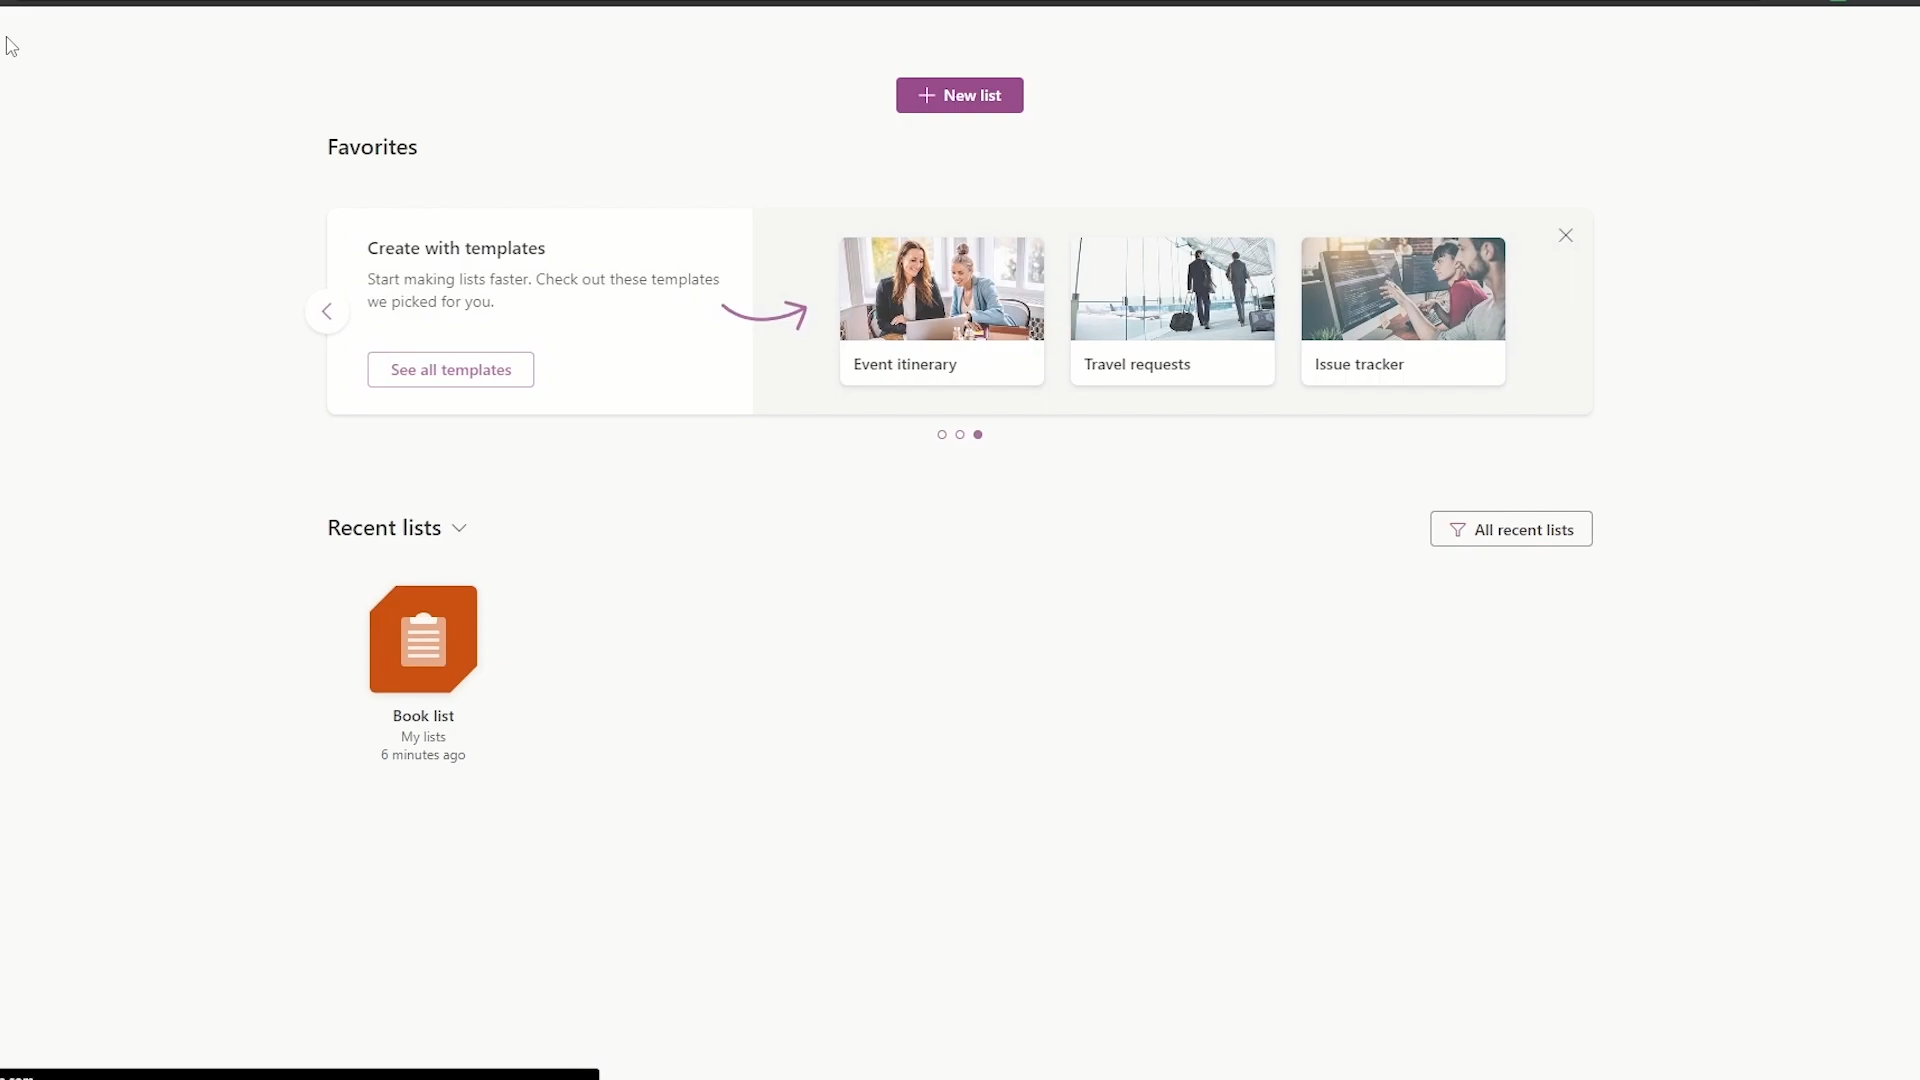 New list
Favorites
Create with templates
Start making lists faster. Check out these templates
we picked for you.
See all templates
Event itinerary
Travel requests
Issue tracker
Recent lists
All recent lists
Book list
My lists
6 minutes ago